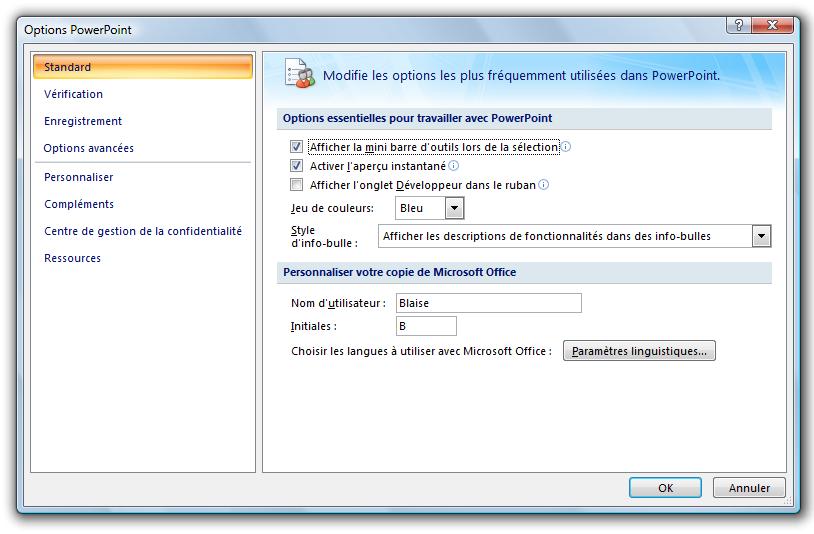 Options PowerPoint
?
Standard
Vérification
Enregistrement
Options avancées
Personnaliser
Compléments
Centre de gestion de la confidentialité
Ressources
Modifie les options les plus fréquemment utilisées dans PowerPoint.
Options essentielles pour travailler avec PowerPoint
Afficher la mini barre d'outils lors de la sélection
Activer l'aperçu instantané
Afficher l'onglet Développeur dans le ruban
Jeu de couleurs: Bleu
Style
d'info-bulle : Afficher les descriptions de fonctionnalités dans des info-bulles
Personnaliser votre copie de Microsoft Office
Nom d'utilisateur : Blaise
Initiales : B
Choisir les langues à utiliser avec Microsoft Office : Paramètres linguistiques...
OK Annuler